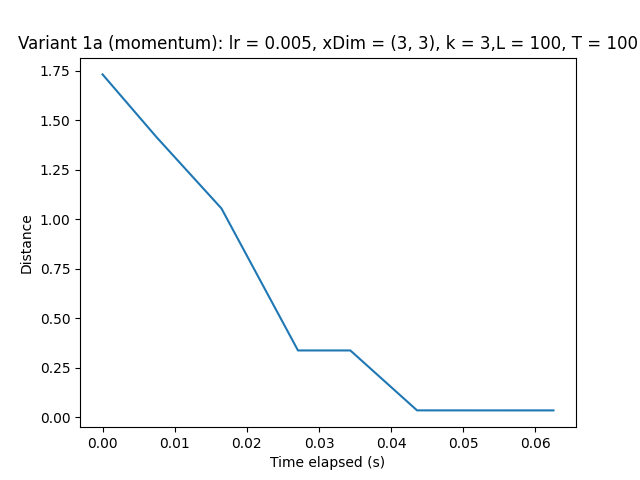 Variant 1a (momentum): lr = 0.005, xDim = (3, 3), k = 3,L = 100, T = 100
1.75
1.50
1.25
1.00
0.75
0.50
0.25
0.00
Distance
0.00 0.01 0.02 0.03 0.04 0.05 0.06
Time elapsed (s)